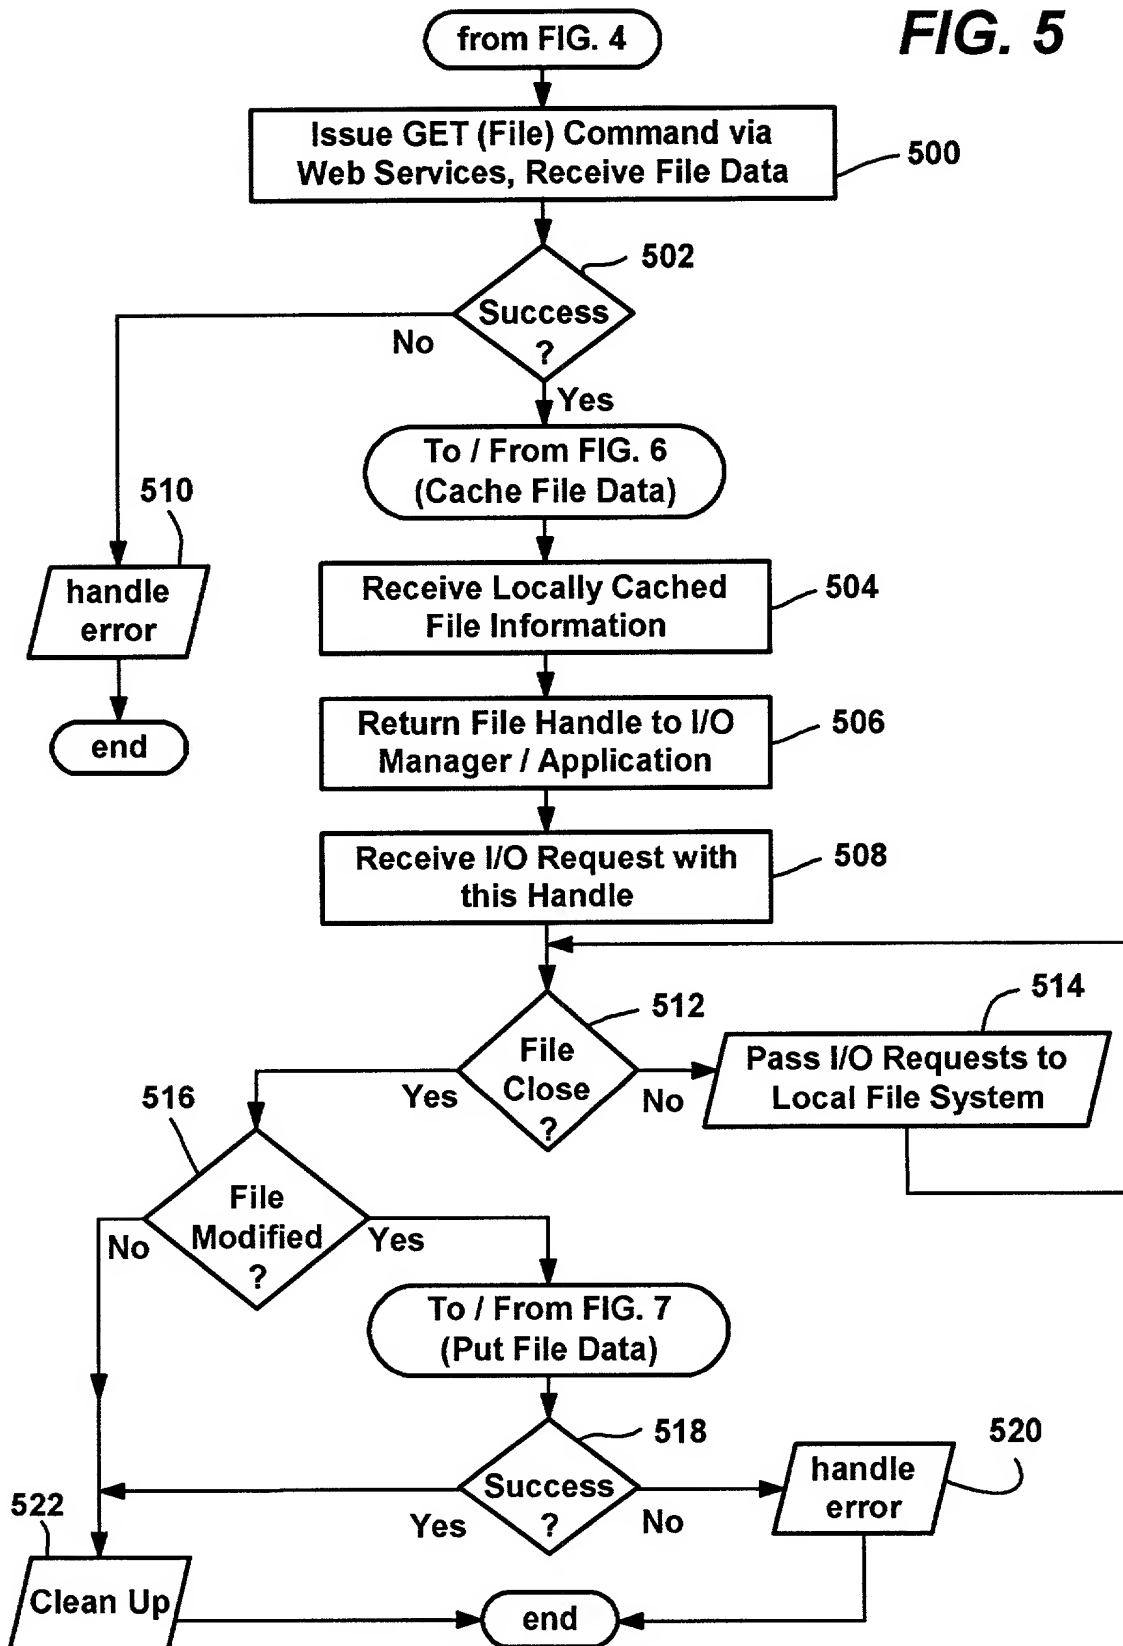 FIG. 5
from FIG. 4
Issue GET (File) Command via
Web Services, Receive File Data
500
502
Success
?
No
Yes
To / From FIG. 6
(Cache File Data)
510
handle
error
end
Receive Locally Cached
File Information
504
Return File Handle to I/O
Manager / Application
506
Receive I/O Request with
this Handle
508
512
File
Close
?
Yes
No
514
Pass I/O Requests to
Local File System
516
File
Modified
?
No
Yes
To / From FIG. 7
(Put File Data)
518
Success
?
Yes
No
520
handle
error
522
Clean Up
end